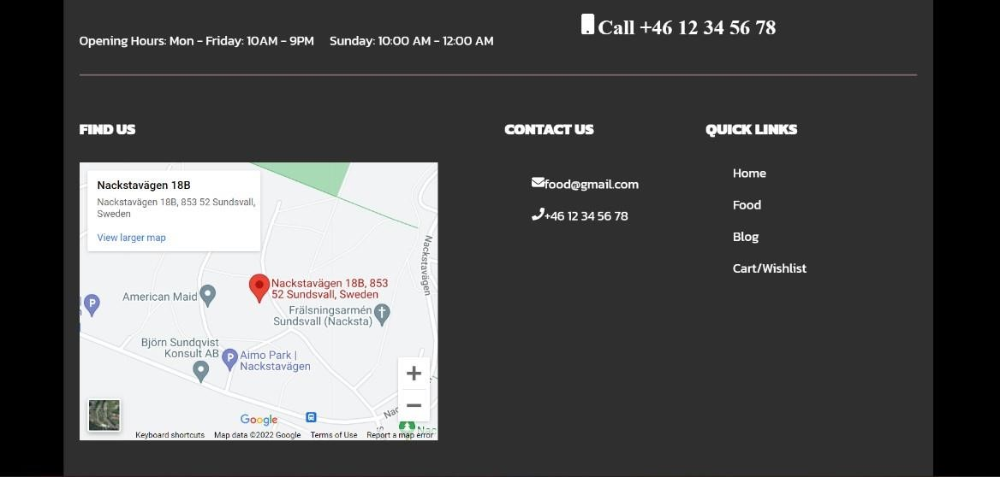 Call +46 12 34 56 78
Opening Hours: Mon - Friday: 10AM - 9PM Sunday: 10:00 AM - 12:00 AM
FIND US
CONTACT US
QUICK LINKS
Nackstavägen 18B
Nackstavägen 18B, 853 52 Sundsvall,
Sweden
View larger map
Nackstavägen
Nackstavägen 18B, 853
52 Sundsvall, Sweden
American Maid
P
Frälsningsarmén
Sundsvall (Nacksta)
Björn Sundqvist
Konsult AB
P
Aimo Park |
Nackstavägen
+
−
Google
Keyboard shortcuts Map data ©2022 Google Terms of Use Report a map error
food@gmail.com
+46 12 34 56 78
Home
Food
Blog
Cart/Wishlist